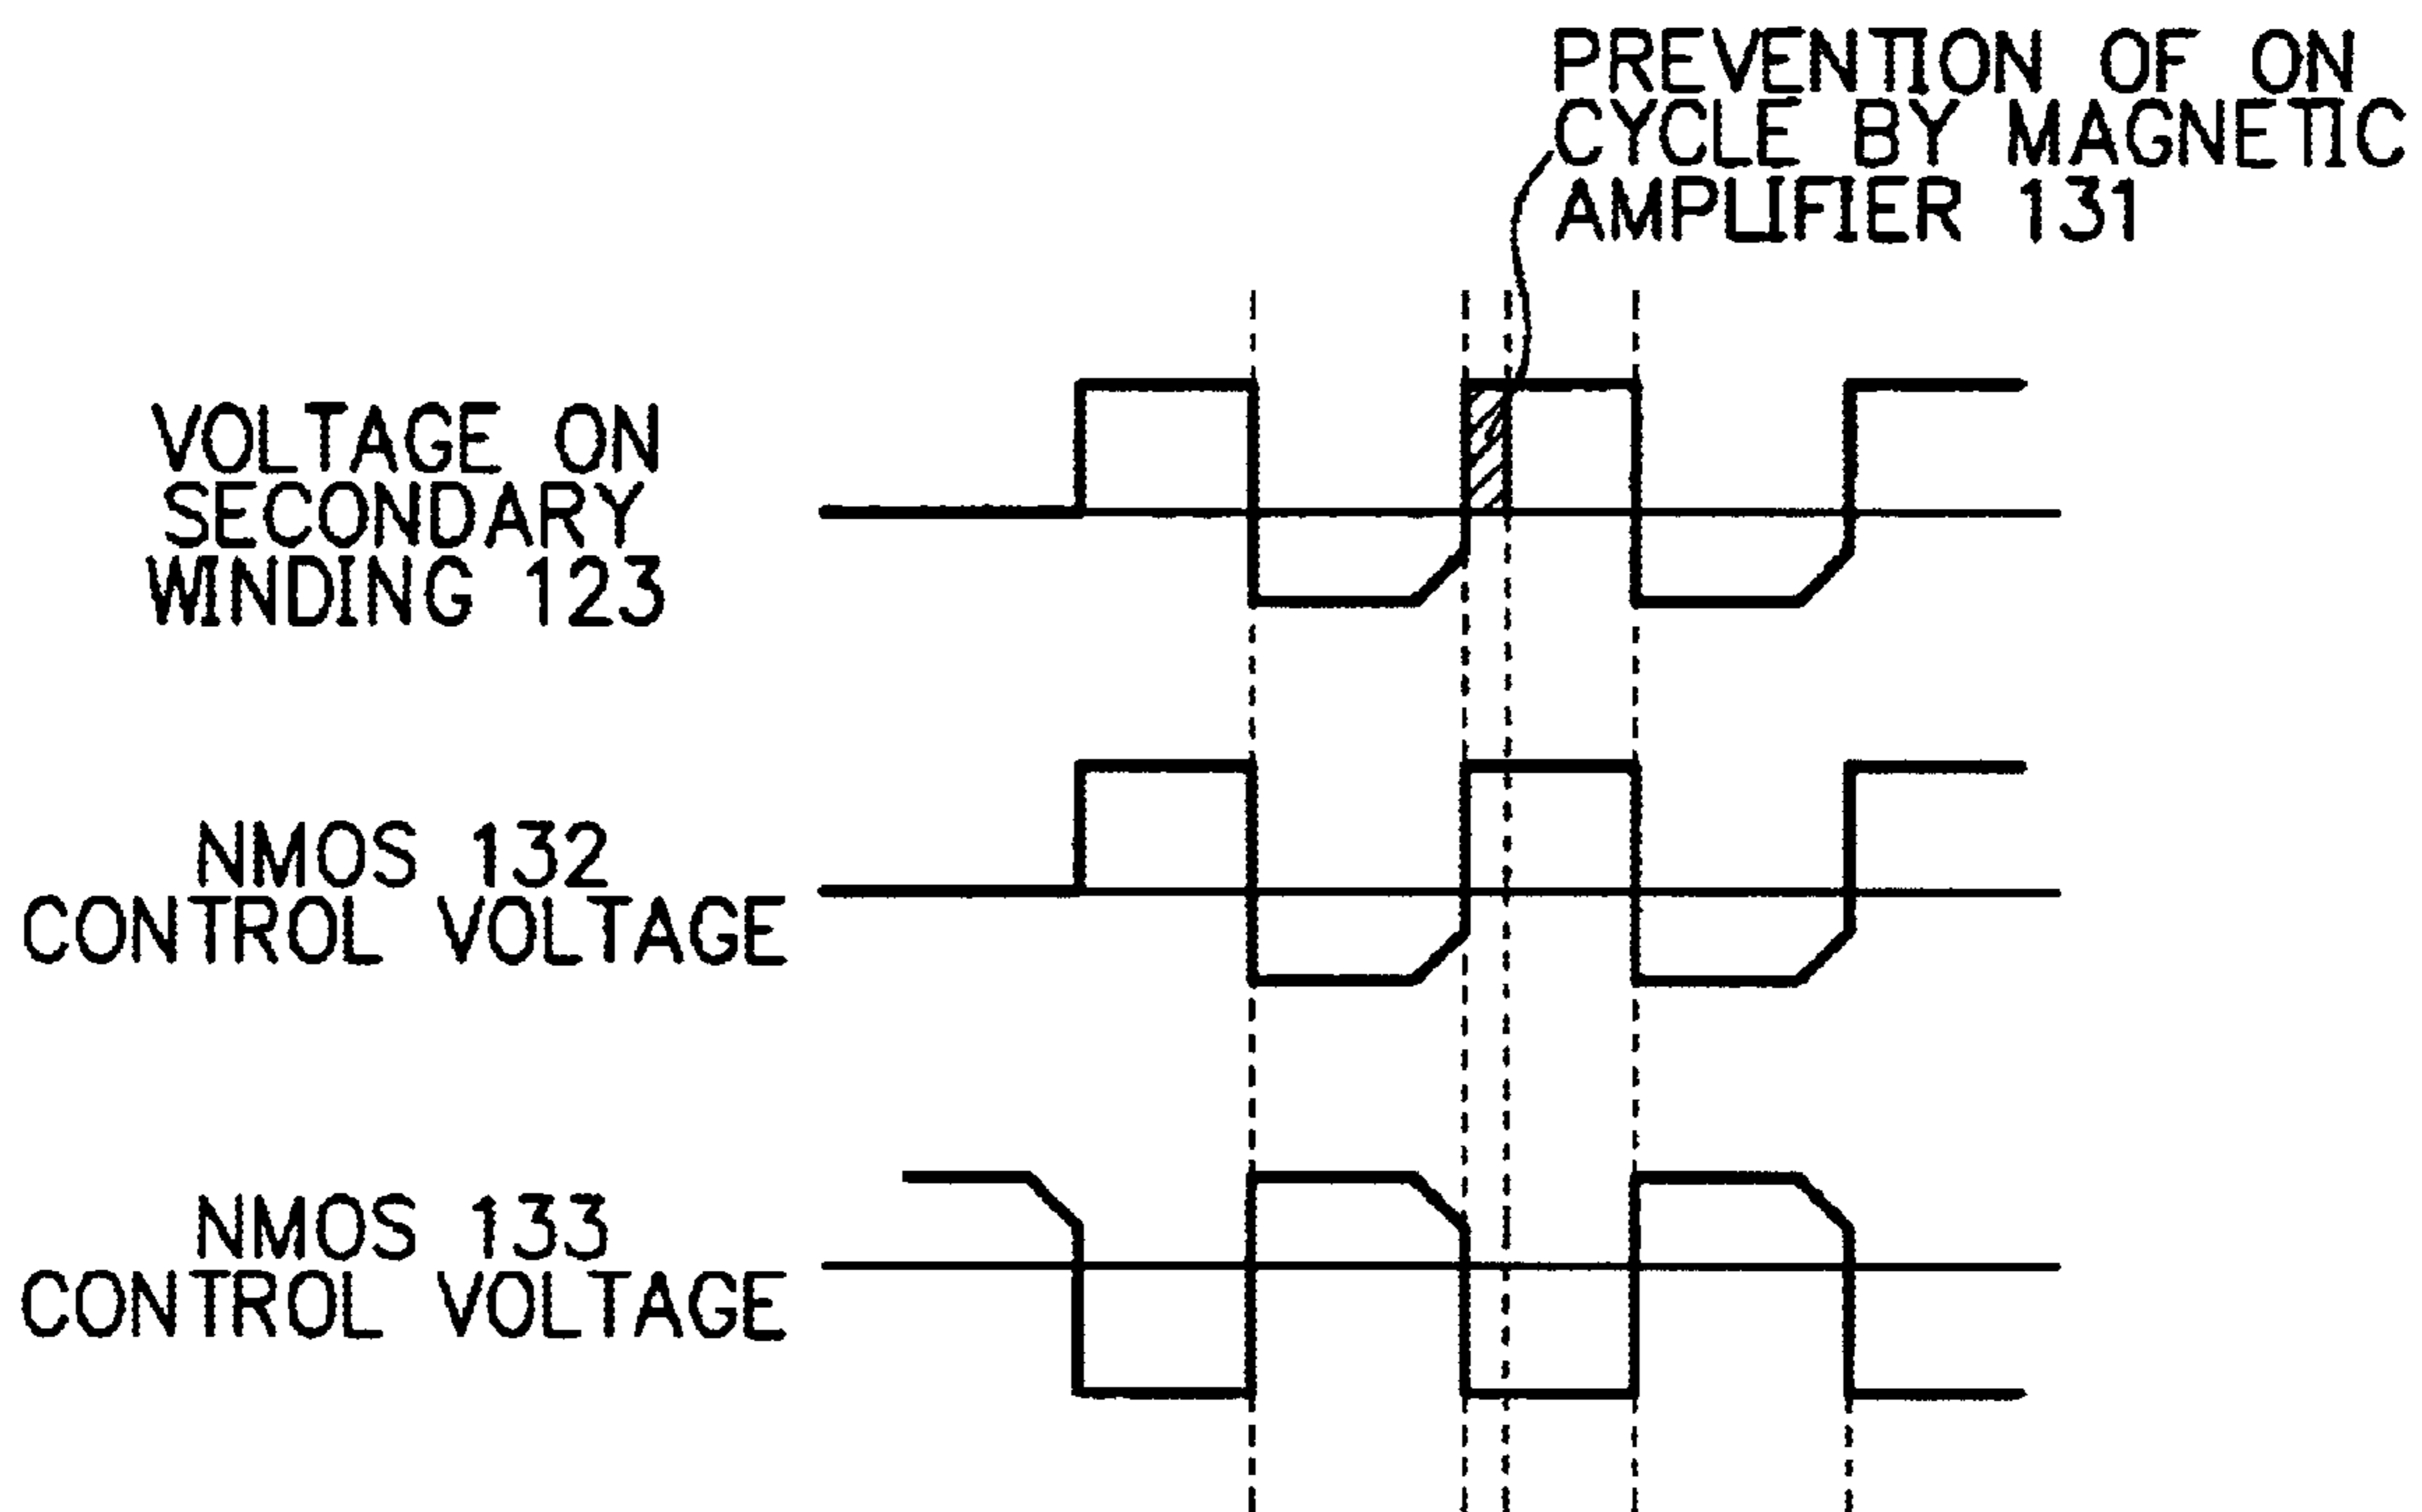 PREVENTION OF ON
CYCLE BY MAGNETIC
AMPLIFIER 131
VOLTAGE ON
SECONDARY
WINDING 123
NMOS 132
CONTROL VOLTAGE
NMOS 133
CONTROL VOLTAGE